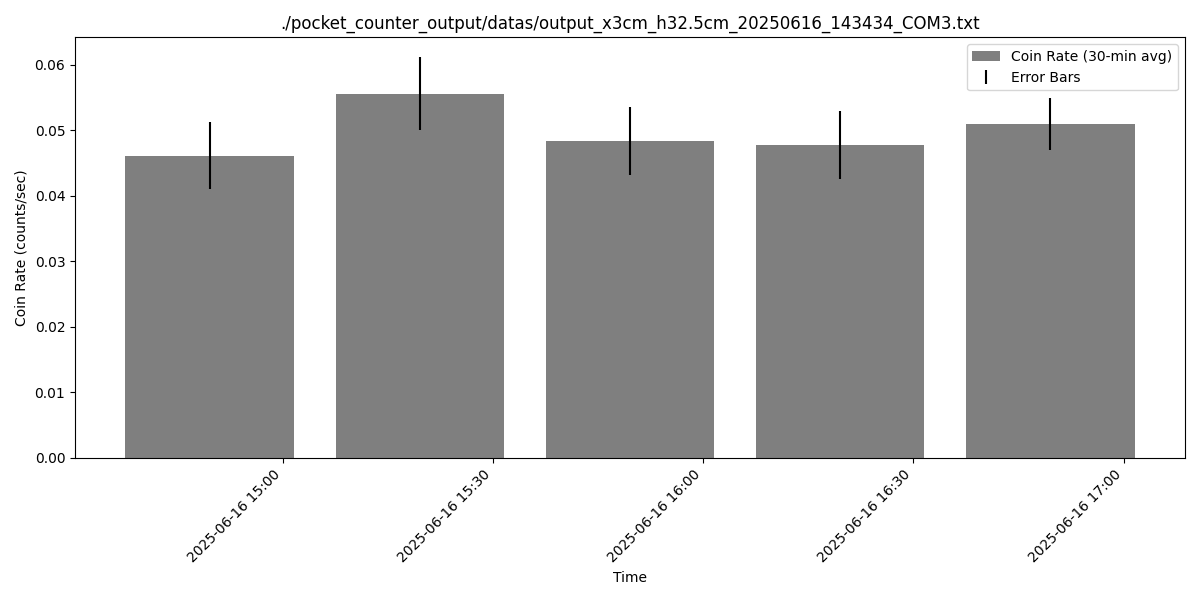 ./pocket_counter_output/datas/output_x3cm_h32.5cm_20250616_143434_COM3.txt
Coin Rate (30-min avg)
Error Bars
Coin Rate (counts/sec)
0.06
0.05
0.04
0.03
0.02
0.01
0.00
2025-06-16 15:00
2025-06-16 15:30
2025-06-16 16:00
2025-06-16 16:30
2025-06-16 17:00
Time